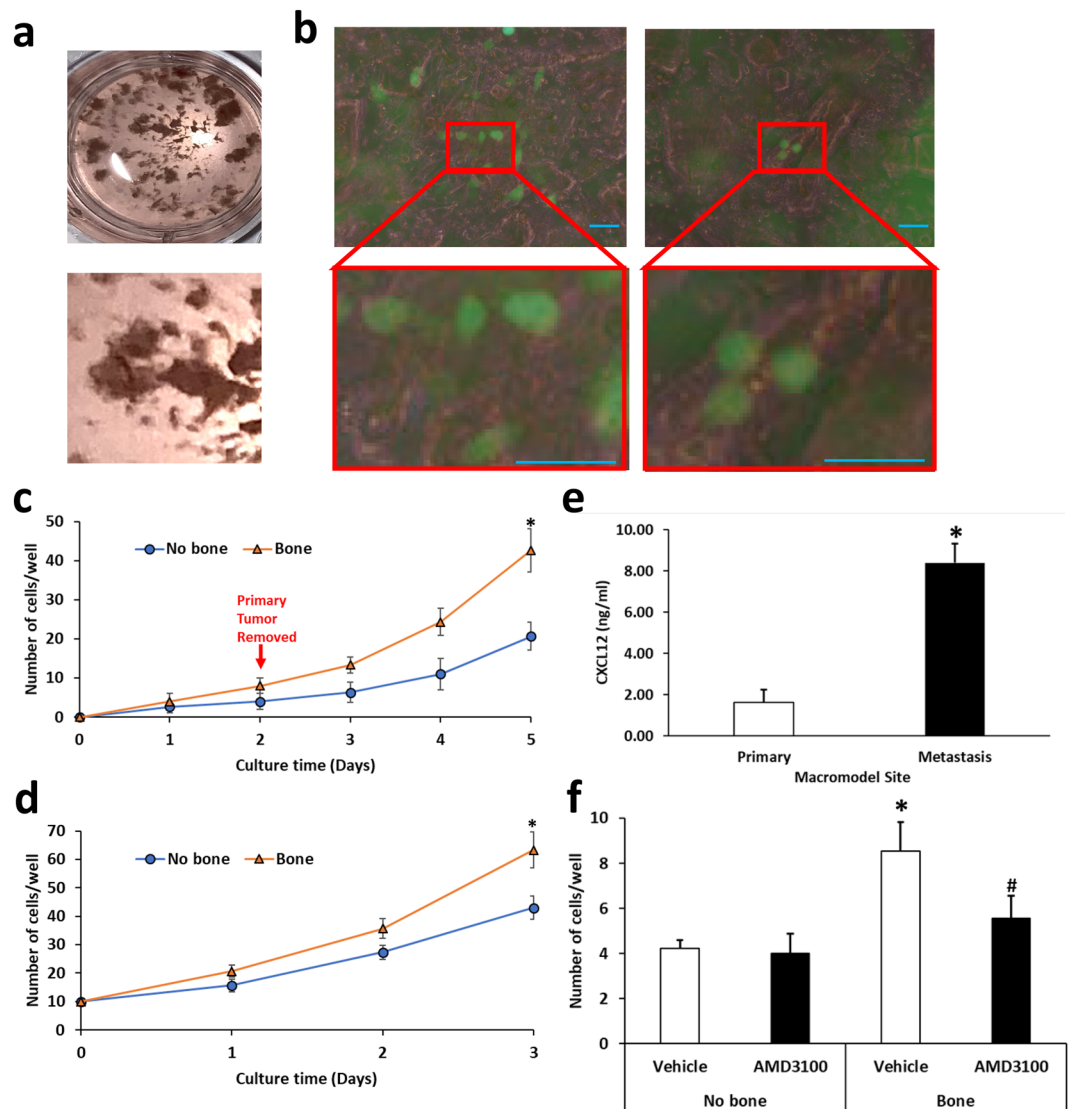 a
b
c
50
40
30
20
10
0
Number of cells/well
No bone
Bone
Primary
Tumor
Removed
*
0 1 2 3 4 5
Culture time (Days)
e
10.00
8.00
6.00
4.00
2.00
0.00
CXCL12 (ng/ml)
*
Primary Metastasis
Macromodel Site
d
70
60
50
40
30
20
10
0
Number of cells/well
No bone
Bone
*
0 1 2 3
Culture time (Days)
f
10
8
6
4
2
0
Number of cells/well
*
#
Vehicle AMD3100 Vehicle AMD3100
No bone Bone